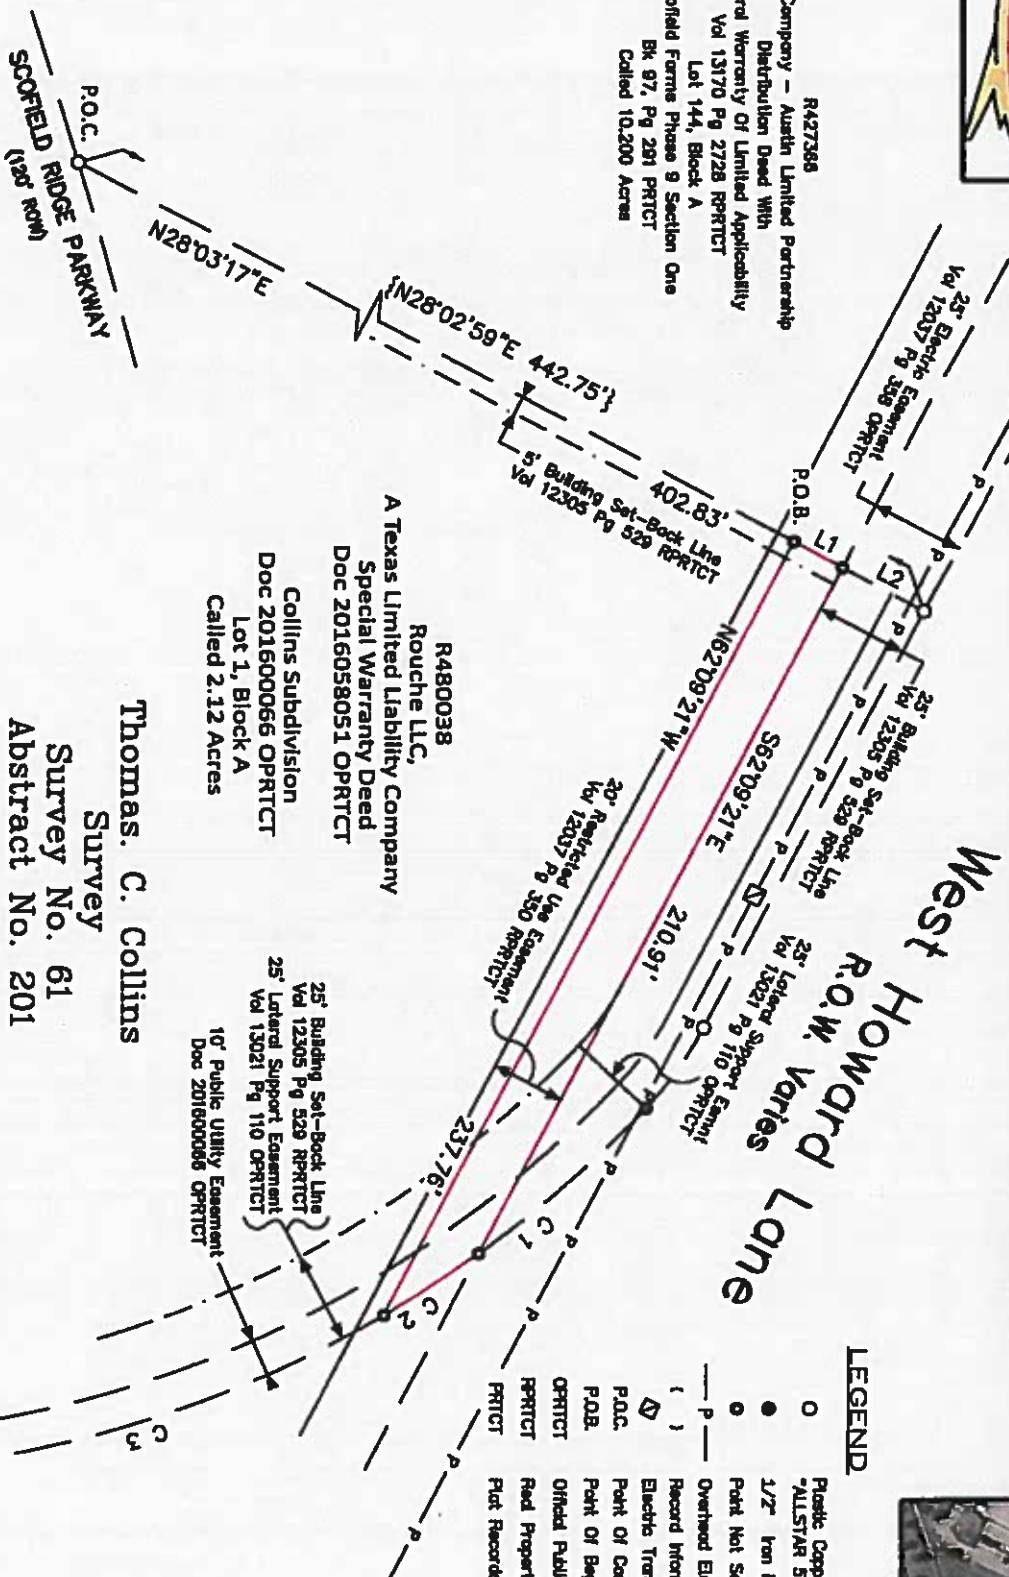 R427368
Company - Austin Limited Partnership
Distribution Deed With
Warranty Of Limited Applicability
Vol 13170 Pg 2728 RPRTCT
Lot 144, Block A
Farms Phase 9 Section One
Bk 97, Pg 291 PRTCT
Called 10.200 Acres
P.O.C.
SCOFIELD RIDGE PARKWAY
(120' ROW)
N28°03'17"E
{N28°02'59"E 442.75'}
402.83'
5' Building Set-Back Line
Vol 12305 Pg 529 RPRTCT
25' Electric Easement
Vol 12037 Pg 358 OPRTCT
P.O.B.
L1
L2
P
P
P
P
P
P
P
P
P
P
P
P
P
P
25' Building Set-Back Line
Vol 12305 Pg 529 RPRTCT
N62°09'21"W
237.76'
S62°09'21"E
210.91'
20' Restricted Use Easement
Vol 12037 Pg 350 RPRTCT
25' Lateral Support Esmnt
Vol 13021 Pg 110 OPRTCT
West Howard Lane
R.O.W. Varies
C1
C2
C3
R480038
Rouche LLC,
A Texas Limited Liability Company
Special Warranty Deed
Doc 2016058051 OPRTCT
Collins Subdivision
Doc 201600066 OPRTCT
Lot 1, Block A
Called 2.12 Acres
25' Building Set-Back Line
Vol 12305 Pg 529 RPRTCT
25' Lateral Support Easement
Vol 13021 Pg 110 OPRTCT
10' Public Utility Easement
Doc 201600066 OPRTCT
Thomas. C. Collins
Survey
Survey No. 61
Abstract No. 201
LEGEND
Plastic
"ALLSTAR
1/2" Iron
Point Not
P Overhead
( ) Record
Electric
P.O.C. Point Of
P.O.B. Point Of
OPRTCT Official
RPRTCT Real
PRTCT Plat